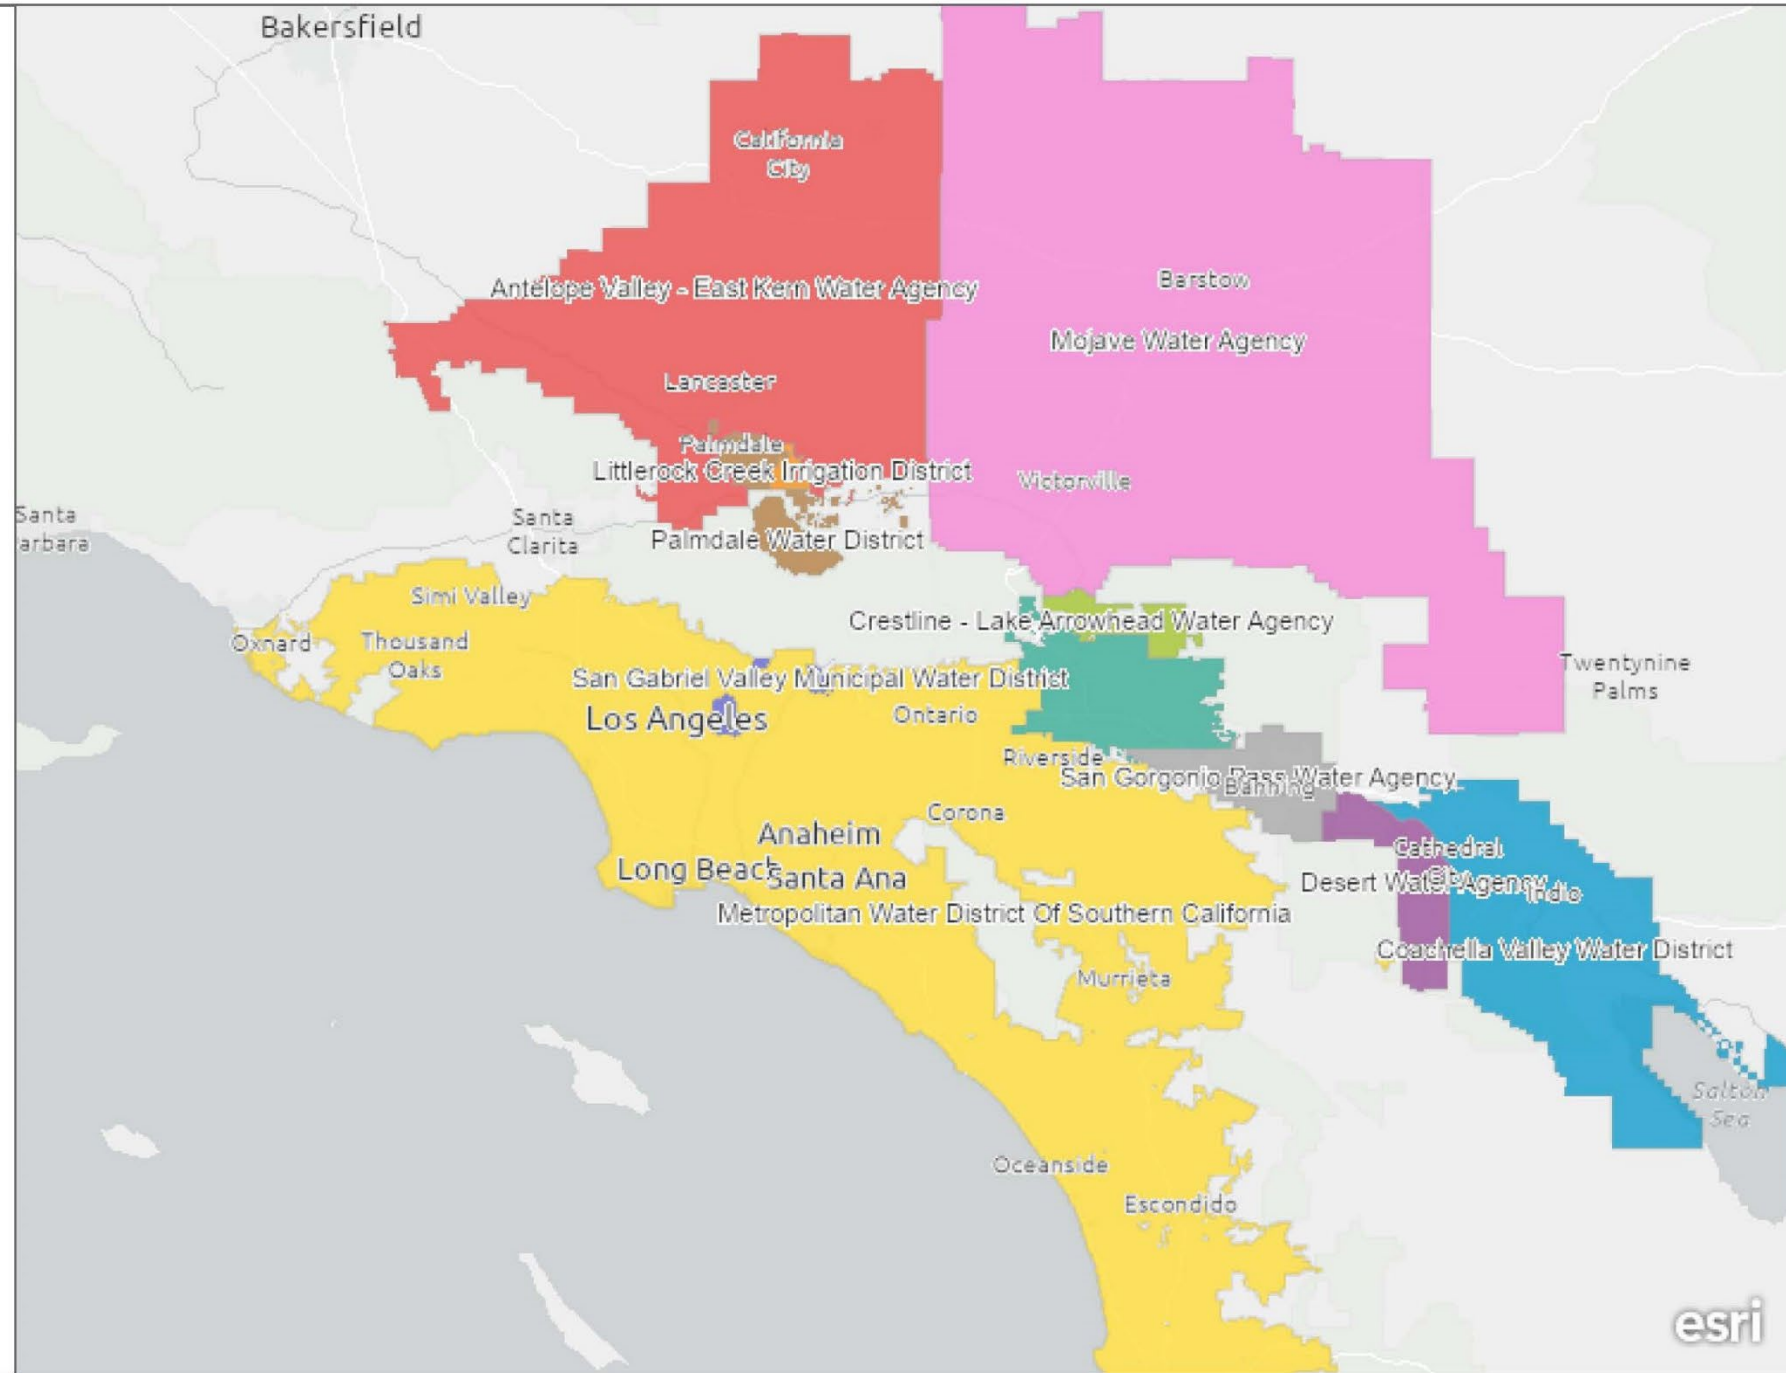 Bakersfield
California
City
Antelope Valley - East Kern Water Agency
Barstow
Mojave Water Agency
Lancaster
Palmdale
Littlerock Creek Irrigation District
Victorville
Santa
arbara
Santa
Clarita
Palmdale Water District
Simi Valley
Crestline - Lake Arrowhead Water Agency
Oxnard
Thousand
Oaks
Twentynine
Palms
San Gabriel Valley Municipal Water District
Los Angeles
Ontario
Riverside
San Gorgonio Pass Water Agency
Banning
Corona
Anaheim
Cathedral
City
Long Beach
Santa Ana
Desert Water Agency
Indio
Metropolitan Water District Of Southern California
Coachella Valley Water District
Murrieta
Salton
Sea
Oceanside
Escondido
esri